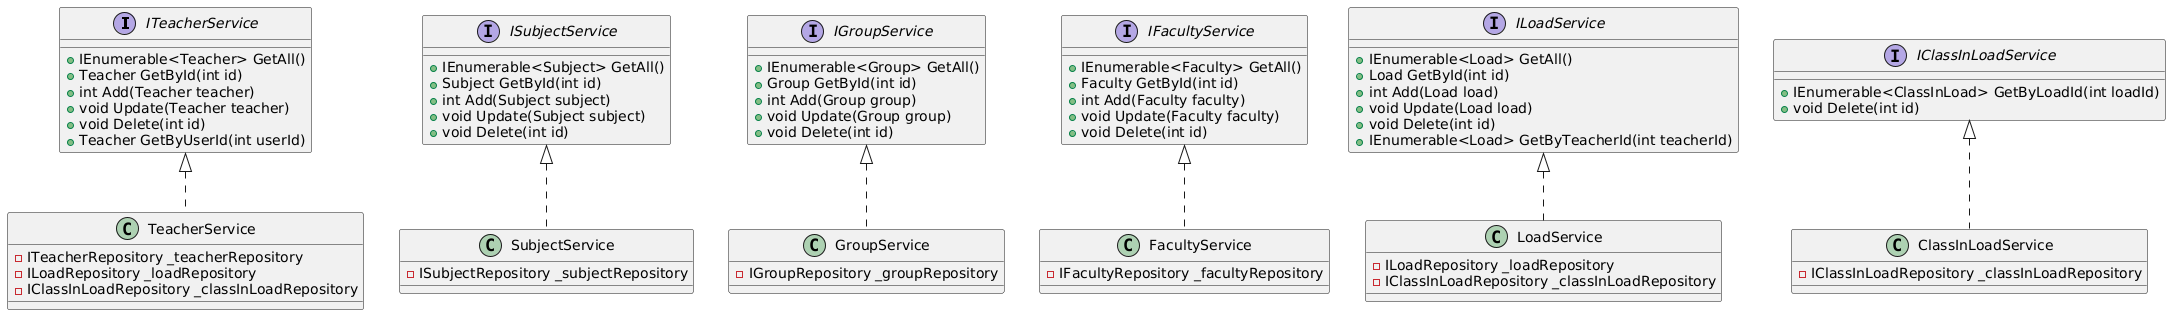 I ITeacherService
IEnumerable<Teacher> GetAll()
Teacher GetById(int id)
int Add(Teacher teacher)
void Update(Teacher teacher)
void Delete(int id)
Teacher GetByUserId(int userId)
I ISubjectService
IEnumerable<Subject> GetAll()
Subject GetById(int id)
int Add(Subject subject)
void Update(Subject subject)
void Delete(int id)
I IGroupService
IEnumerable<Group> GetAll()
Group GetById(int id)
int Add(Group group)
void Update(Group group)
void Delete(int id)
I IFacultyService
IEnumerable<Faculty> GetAll()
Faculty GetById(int id)
int Add(Faculty faculty)
void Update(Faculty faculty)
void Delete(int id)
I ILoadService
IEnumerable<Load> GetAll()
Load GetById(int id)
int Add(Load load)
void Update(Load load)
void Delete(int id)
IEnumerable<Load> GetByTeacherId(int teacherId)
I IClassInLoadService
IEnumerable<ClassInLoad> GetByLoadId(int loadId)
void Delete(int id)
C TeacherService
ITeacherRepository _teacherRepository
ILoadRepository _loadRepository
IClassInLoadRepository _classInLoadRepository
C SubjectService
ISubjectRepository _subjectRepository
C GroupService
IGroupRepository _groupRepository
C FacultyService
IFacultyRepository _facultyRepository
C LoadService
ILoadRepository _loadRepository
IClassInLoadRepository _classInLoadRepository
C ClassInLoadService
IClassInLoadRepository _classInLoadRepository